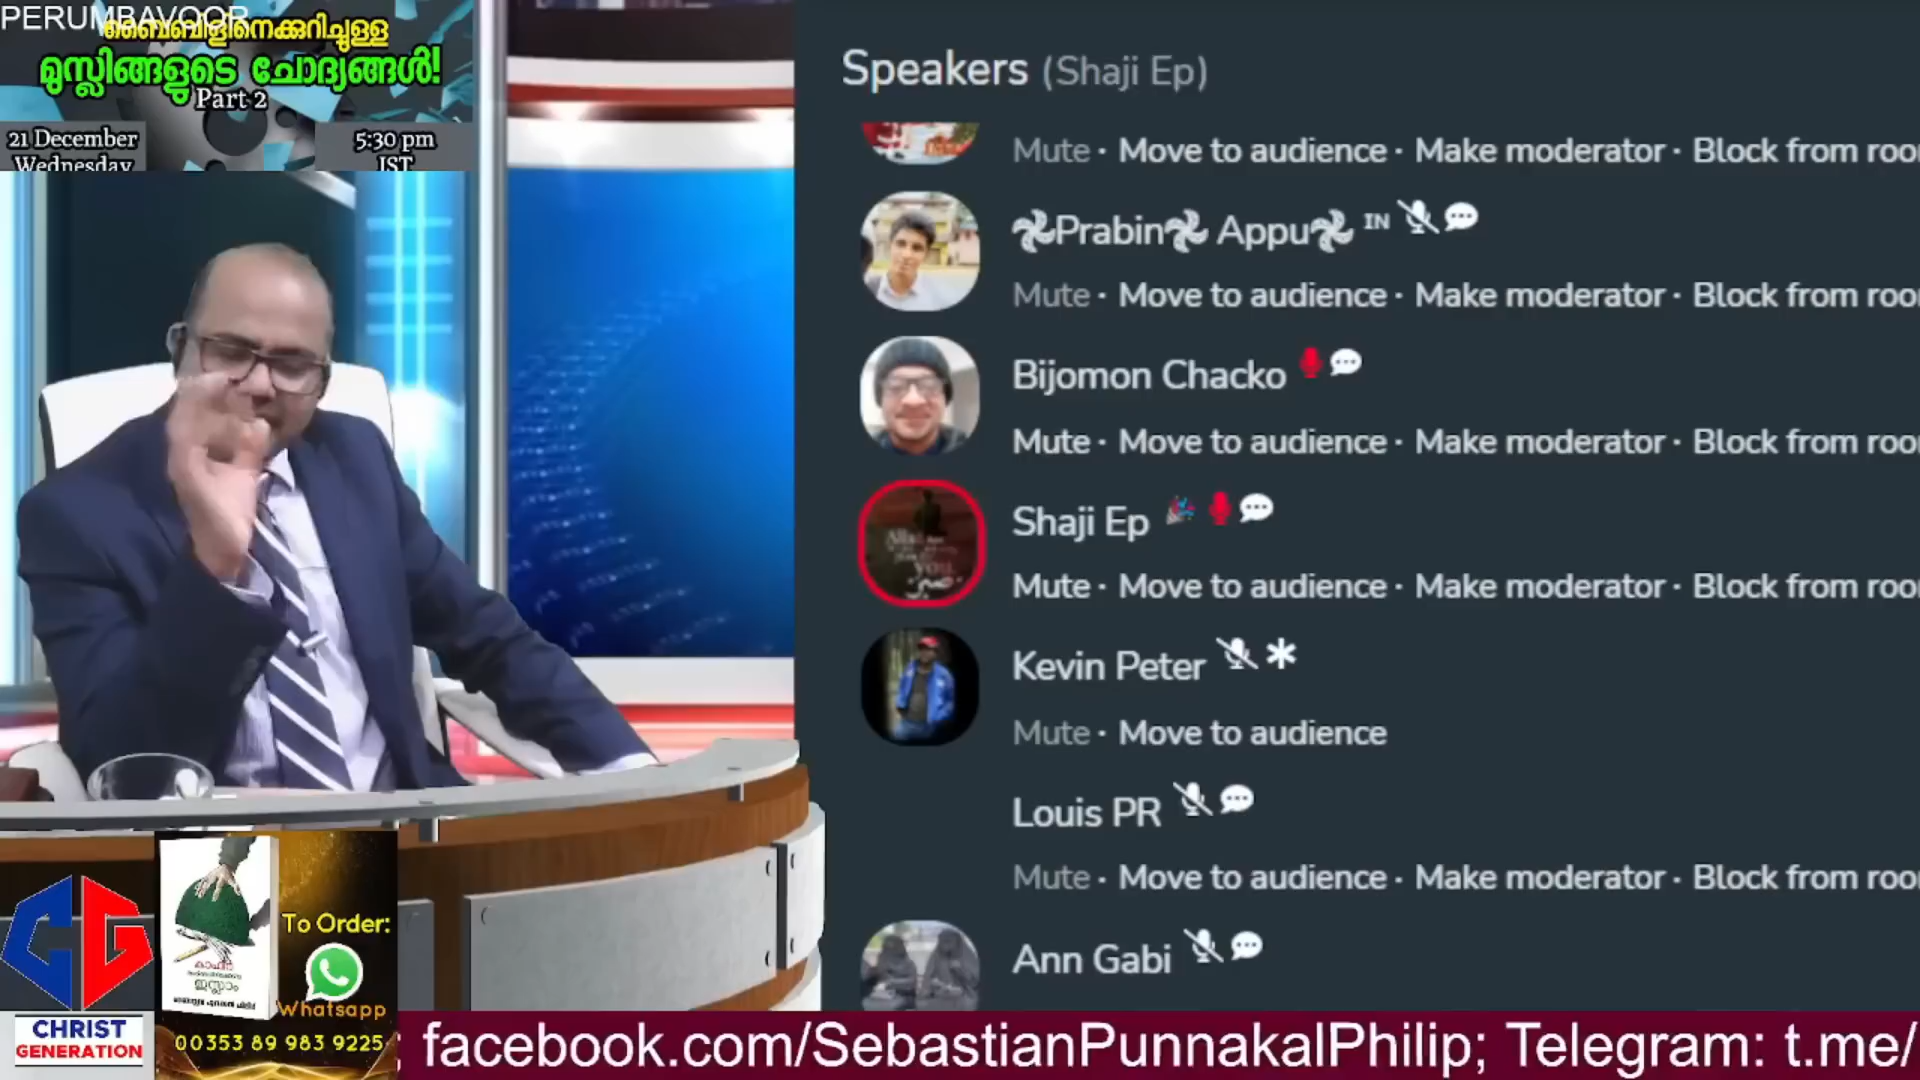 PERUMBAVOOR
ബൈബിളിനെക്കുറിച്ചുള്ള
മുസ്ലിങ്ങളുടെ ചോദ്യങ്ങൾ!
Part 2
21 December
Wednesday
5:30 pm
IST
Speakers (Shaji Ep)
Mute · Move to audience · Make moderator · Block from roo
Prabin Appu IN
Mute · Move to audience · Make moderator · Block from roo
Bijomon Chacko
Mute · Move to audience · Make moderator · Block from roo
Shaji Ep
Mute · Move to audience · Make moderator · Block from roo
Kevin Peter
Mute · Move to audience
Louis PR
Mute · Move to audience · Make moderator · Block from roo
Ann Gabi
CG
CHRIST
GENERATION
ഇസ്ലാം
To Order:
Whatsapp
00353 89 983 9225
; facebook.com/SebastianPunnakalPhilip; Telegram: t.me/